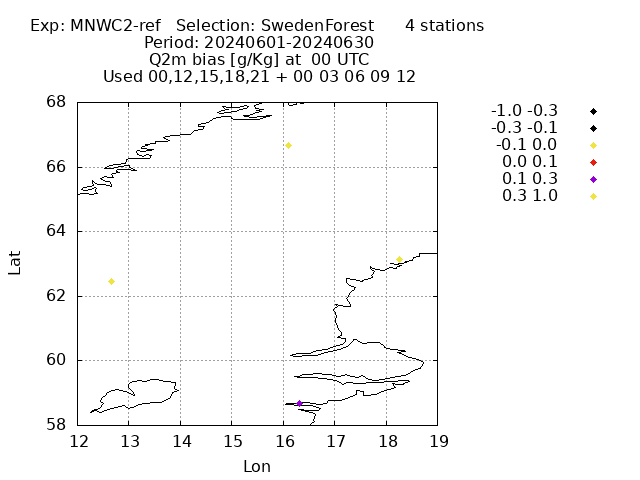 Exp: MNWC2-ref Selection: SwedenForest 4 stations
Period: 20240601-20240630
Q2m bias [g/Kg] at 00 UTC
Used 00,12,15,18,21 + 00 03 06 09 12
-1.0 -0.3
-0.3 -0.1
-0.1 0.0
0.0 0.1
0.1 0.3
0.3 1.0
68
66
64
62
60
58
Lat
12 13 14 15 16 17 18 19
Lon